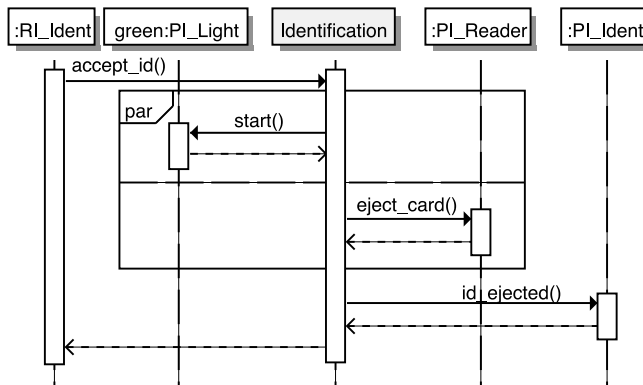 :RI_Ident
green:PI_Light
Identification
:PI_Reader
:PI_Ident
accept_id()
par
start()
eject_card()
id_ejected()